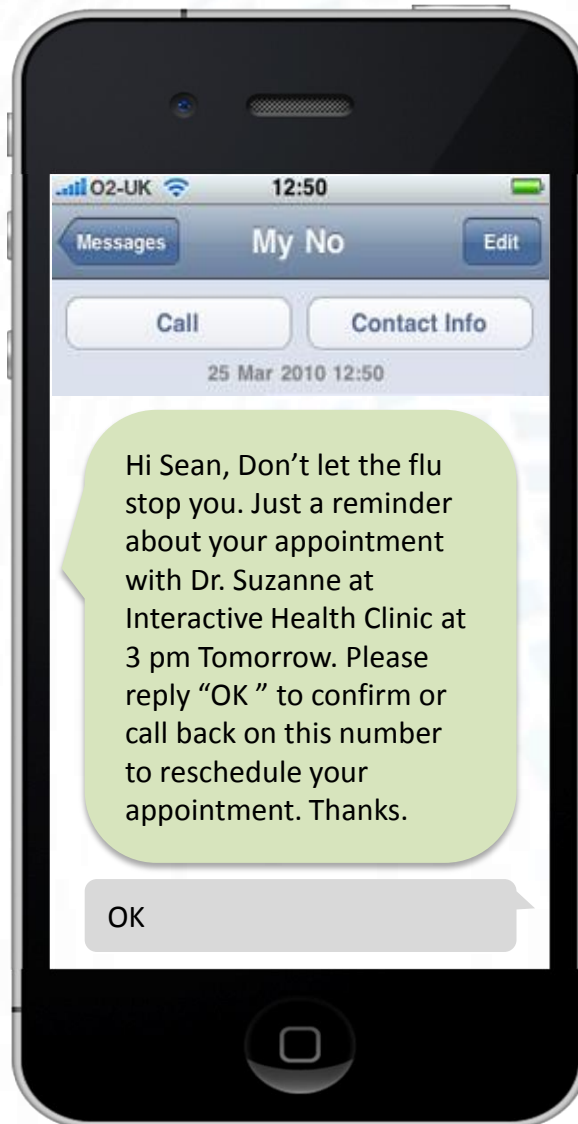 O2-UK 12:50
Messages My No Edit
Call Contact Info
25 Mar 2010 12:50
Hi Sean, Don’t let the flu
stop you. Just a reminder
about your appointment
with Dr. Suzanne at
Interactive Health Clinic at
3 pm Tomorrow. Please
reply “OK ” to confirm or
call back on this number
to reschedule your
appointment. Thanks.
OK